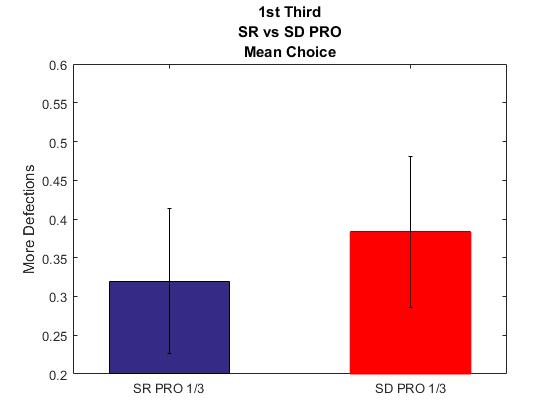 1st Third
SR vs SD PRO
Mean Choice
0.6
0.55
0.5
0.45
0.4
0.35
0.3
0.25
0.2
More Defections
SR PRO 1/3
SD PRO 1/3